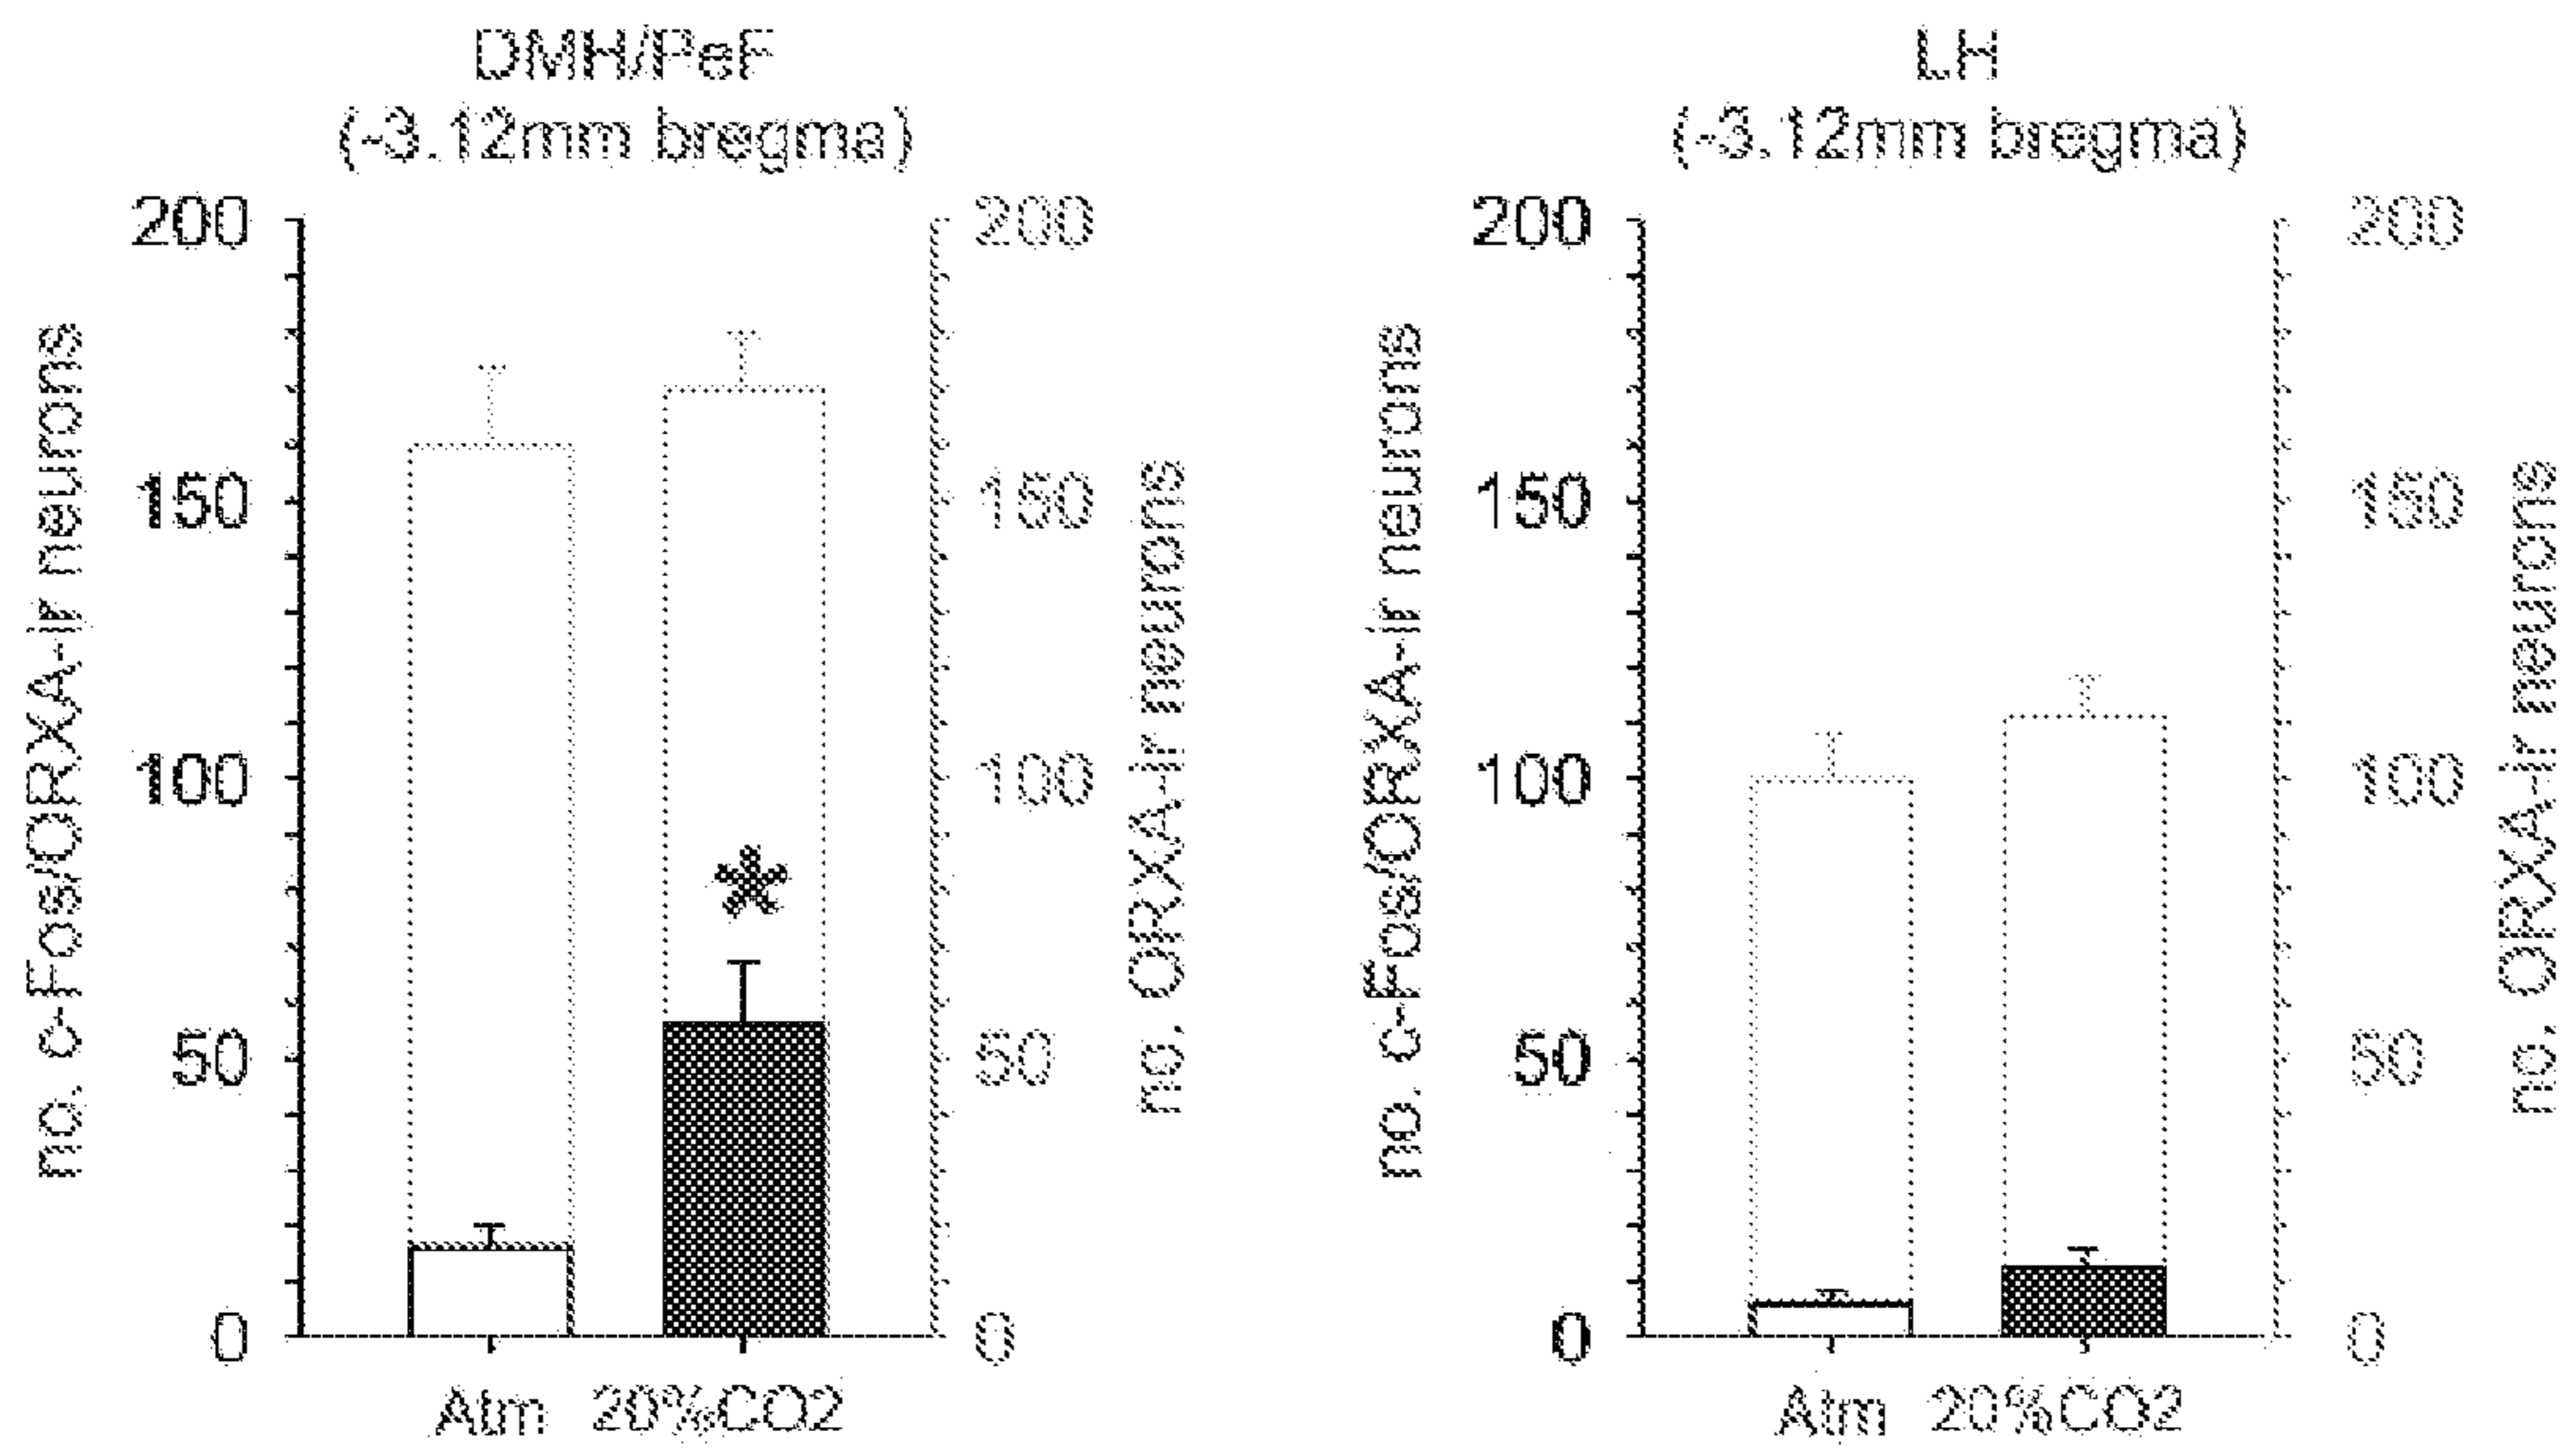 DMH/PeF
(-3.12mm bregma)
200
150
100
50
0
no. c-Fos/ORXA-ir neurons
200
150
100
50
0
no. ORXA-ir neurons
*
Atm 20%CO2
LH
(-3.12mm bregma)
200
150
100
50
0
no. c-Fos/ORXA-ir neurons
200
150
100
50
0
no. ORXA-ir neurons
Atm 20%CO2